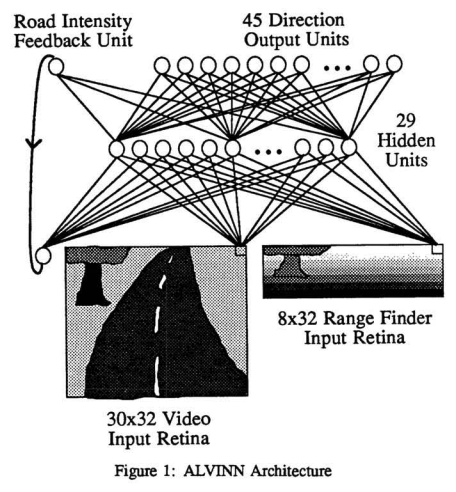 Road Intensity
Feedback Unit
45 Direction
Output Units
29
Hidden
Units
8x32 Range Finder
Input Retina
30x32 Video
Input Retina
Figure 1: ALVINN Architecture